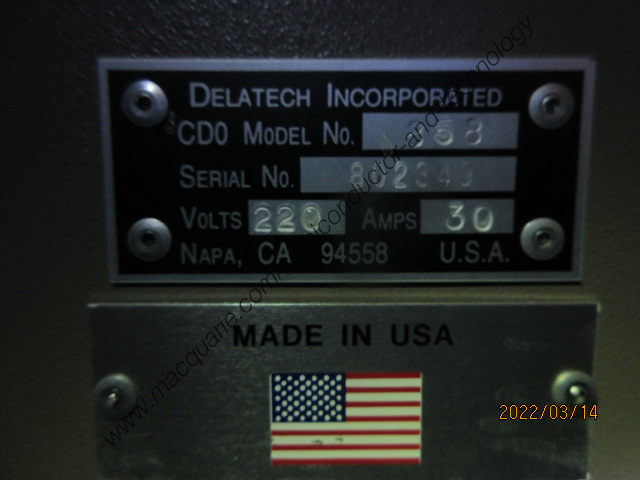 DELATECH INCORPORATED
CD0 MODEL NO. 858
SERIAL NO.
VOLTS 220 AMPS 30
NAPA, CA 94558 U.S.A.
MADE IN USA
2022/03/14